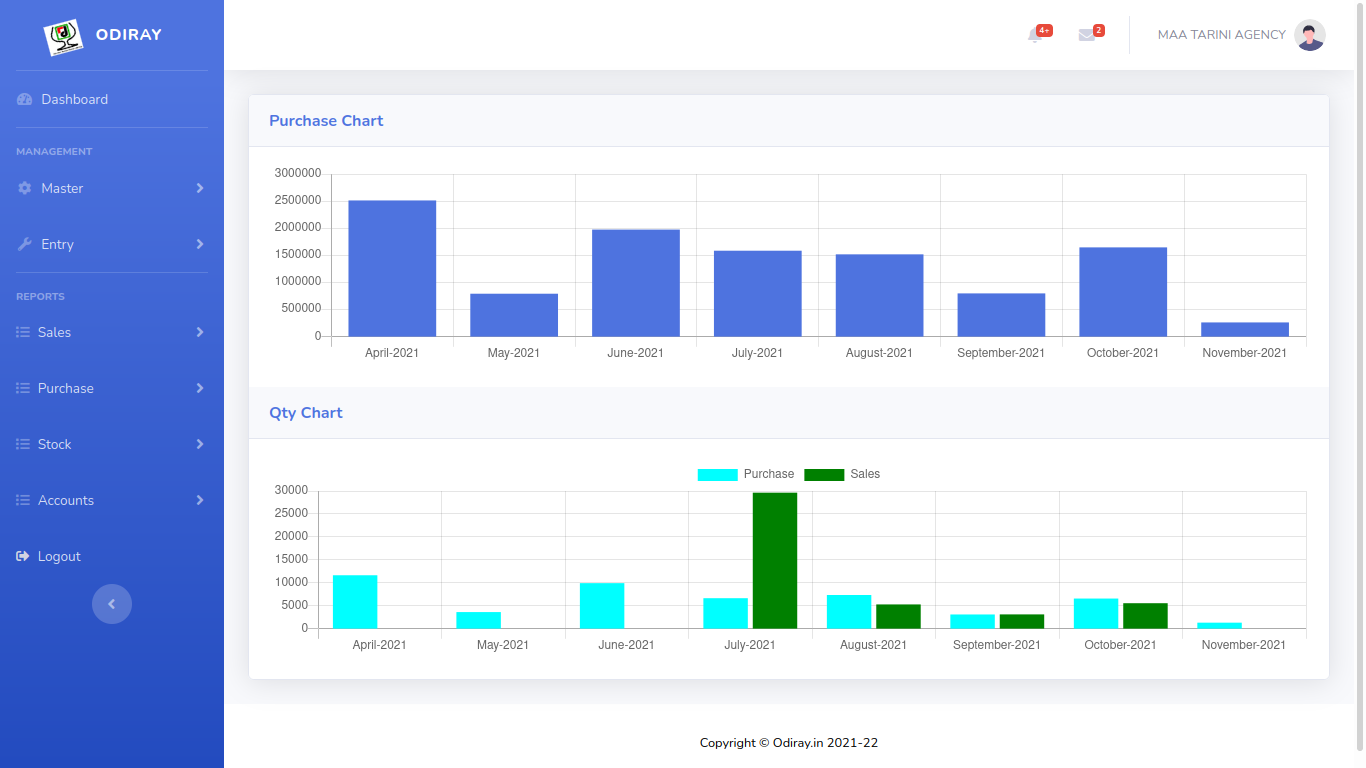 ODIRAY
4+
2
MAA TARINI AGENCY
Dashboard
MANAGEMENT
Master
Entry
REPORTS
Sales
Purchase
Stock
Accounts
Logout
Purchase Chart
3000000
2500000
2000000
1500000
1000000
500000
0
April-2021 May-2021 June-2021 July-2021 August-2021 September-2021 October-2021 November-2021
Qty Chart
Purchase Sales
30000
25000
20000
15000
10000
5000
0
April-2021 May-2021 June-2021 July-2021 August-2021 September-2021 October-2021 November-2021
Copyright © Odiray.in 2021-22